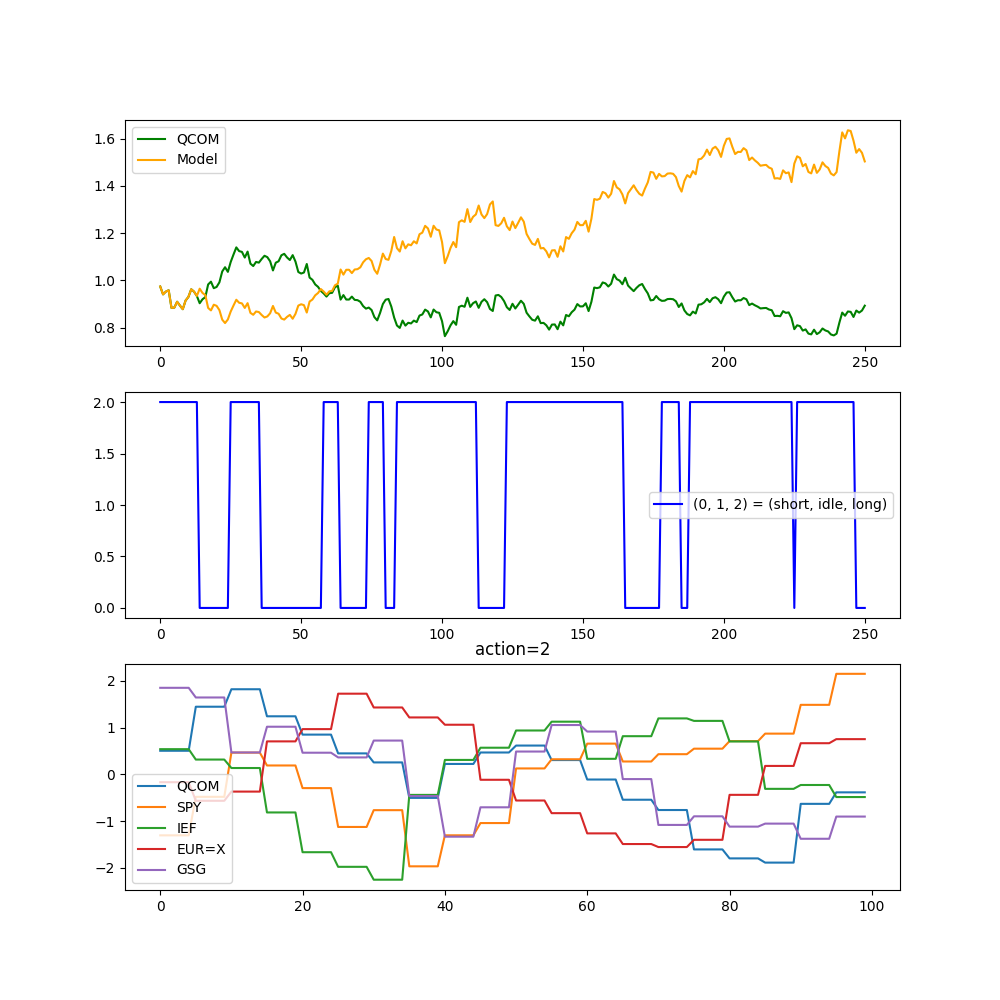 1.6
1.4
1.2
1.0
0.8
QCOM
Model
0 50 100 150 200 250
2.0
1.5
1.0
0.5
0.0
(0, 1, 2) = (short, idle, long)
0 50 100 150 200 250
action=2
2
1
0
−1
−2
QCOM
SPY
IEF
EUR=X
GSG
0 20 40 60 80 100